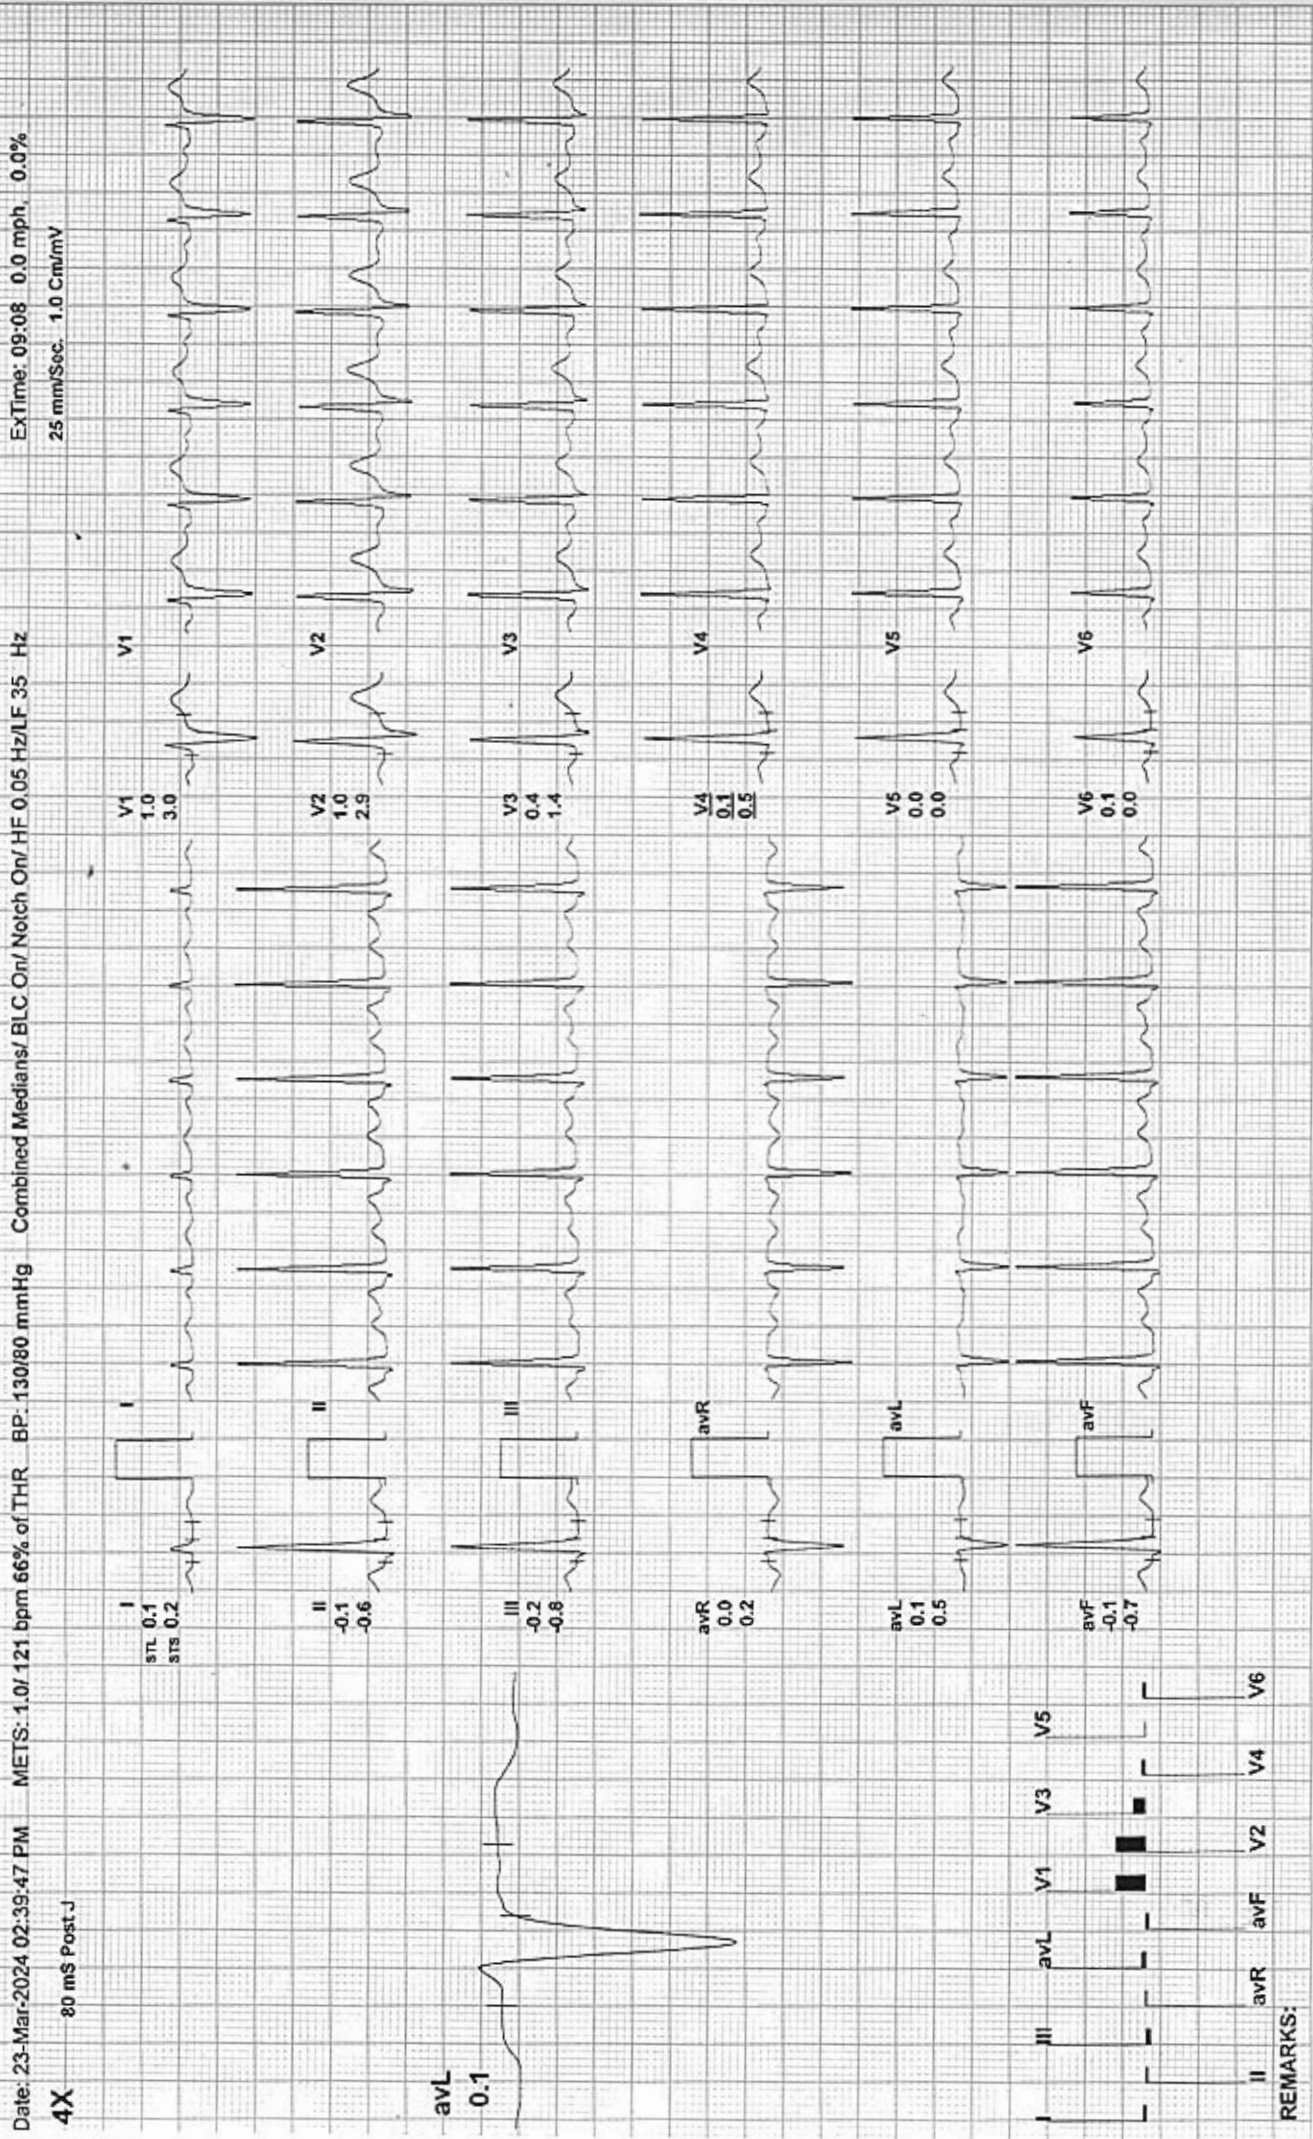 Date: 23-Mar-2024 02:39:47 PM METS: 1.0/ 121 bpm 66% of THR BP: 130/80 mmHg Combined Medians/ BLC On/ Notch On/ HF 0.05 Hz/LF 35 Hz ExTime: 09:08 0.0 mph, 0.0%
4X 80 mS Post J 25 mm/Sec. 1.0 Cm/mV
avL
0.1
I
STL 0.1
STS 0.2
I
V1
1.0
3.0
V1
II
-0.1
-0.6
II
V2
1.0
2.9
V2
III
-0.2
-0.8
III
V3
0.4
1.4
V3
avR
0.0
0.2
avR
V4
0.1
0.5
V4
avL
0.1
0.5
avL
V5
0.0
0.0
V5
avF
-0.1
-0.7
avF
V6
0.1
0.0
V6
I III avL V1 V3 V5
II avR avF V2 V4 V6
REMARKS: